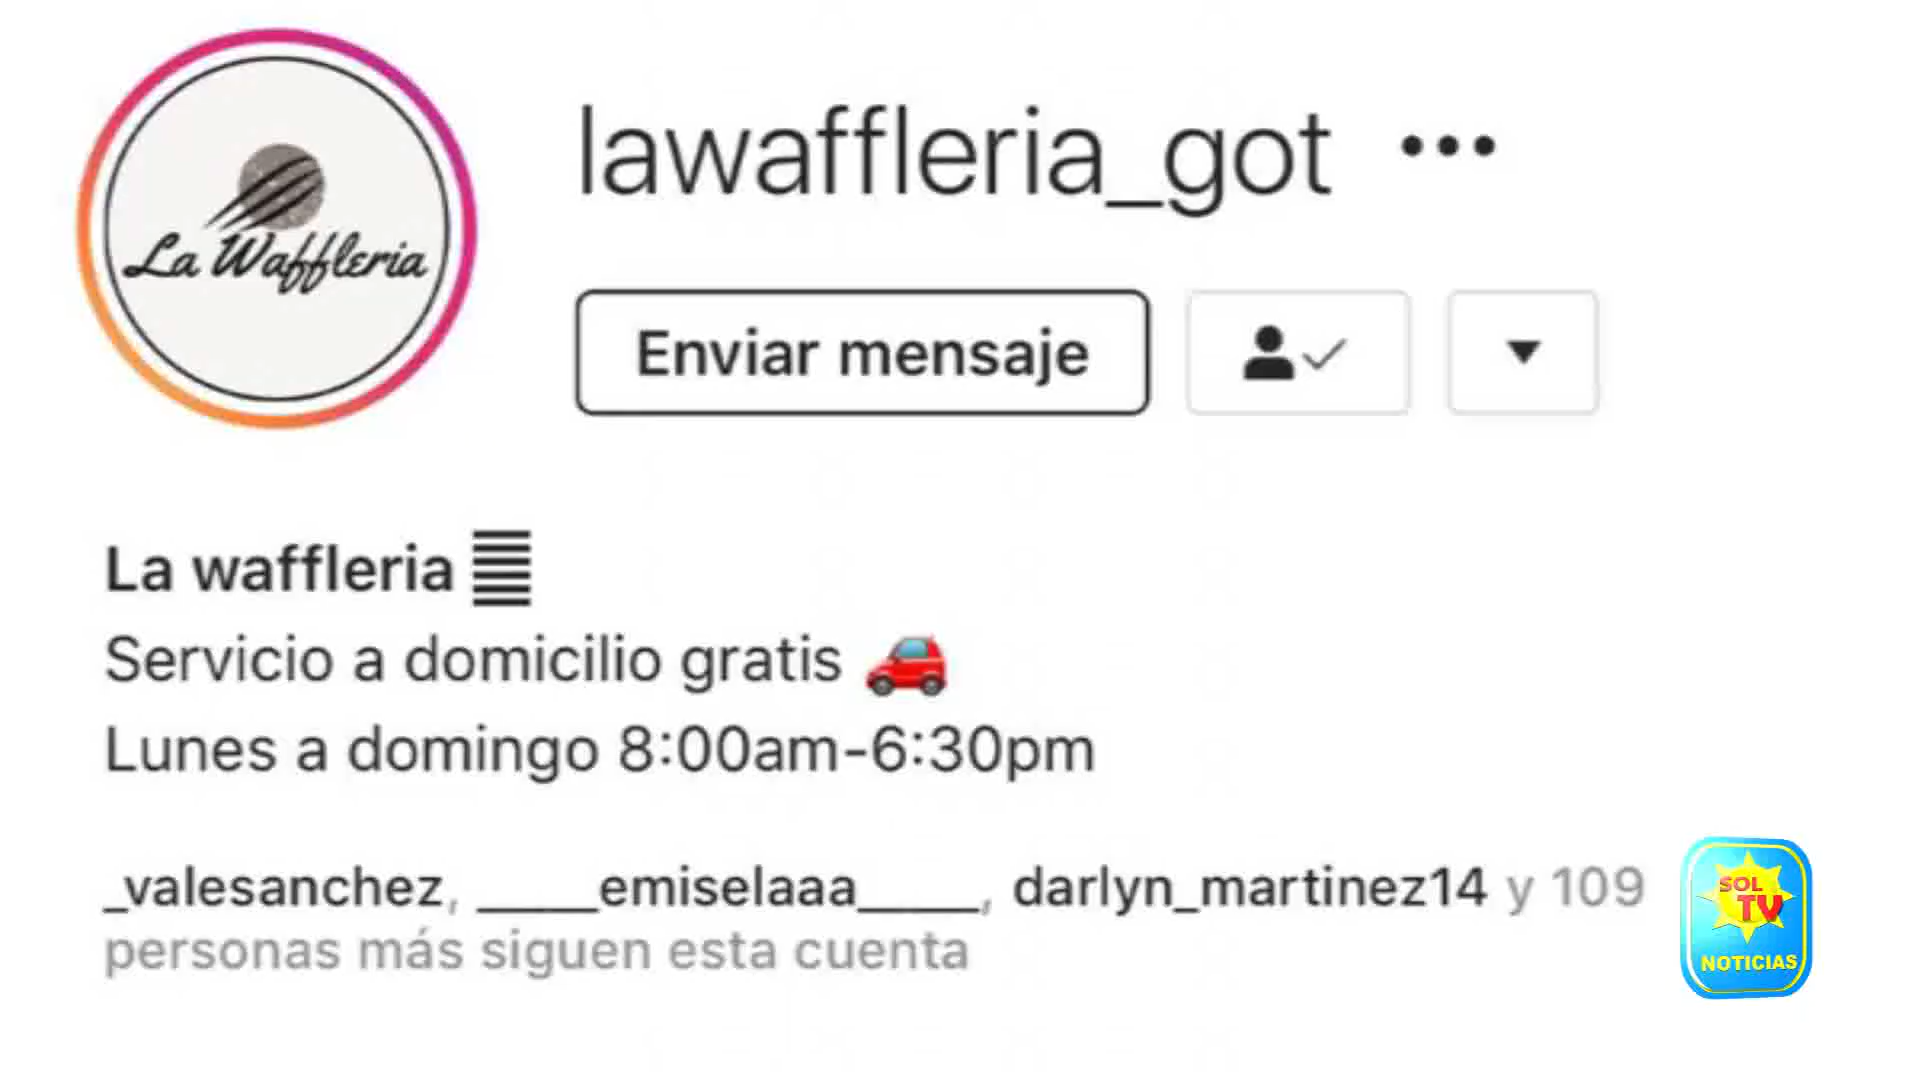 La Waffleria
lawaffleria_got
Enviar mensaje
La waffleria
Servicio a domicilio gratis 🚗
Lunes a domingo 8:00am-6:30pm
_valesanchez, ____emiselaaa____, darlyn_martinez14 y 109
personas más siguen esta cuenta
SOL
TV
NOTICIAS